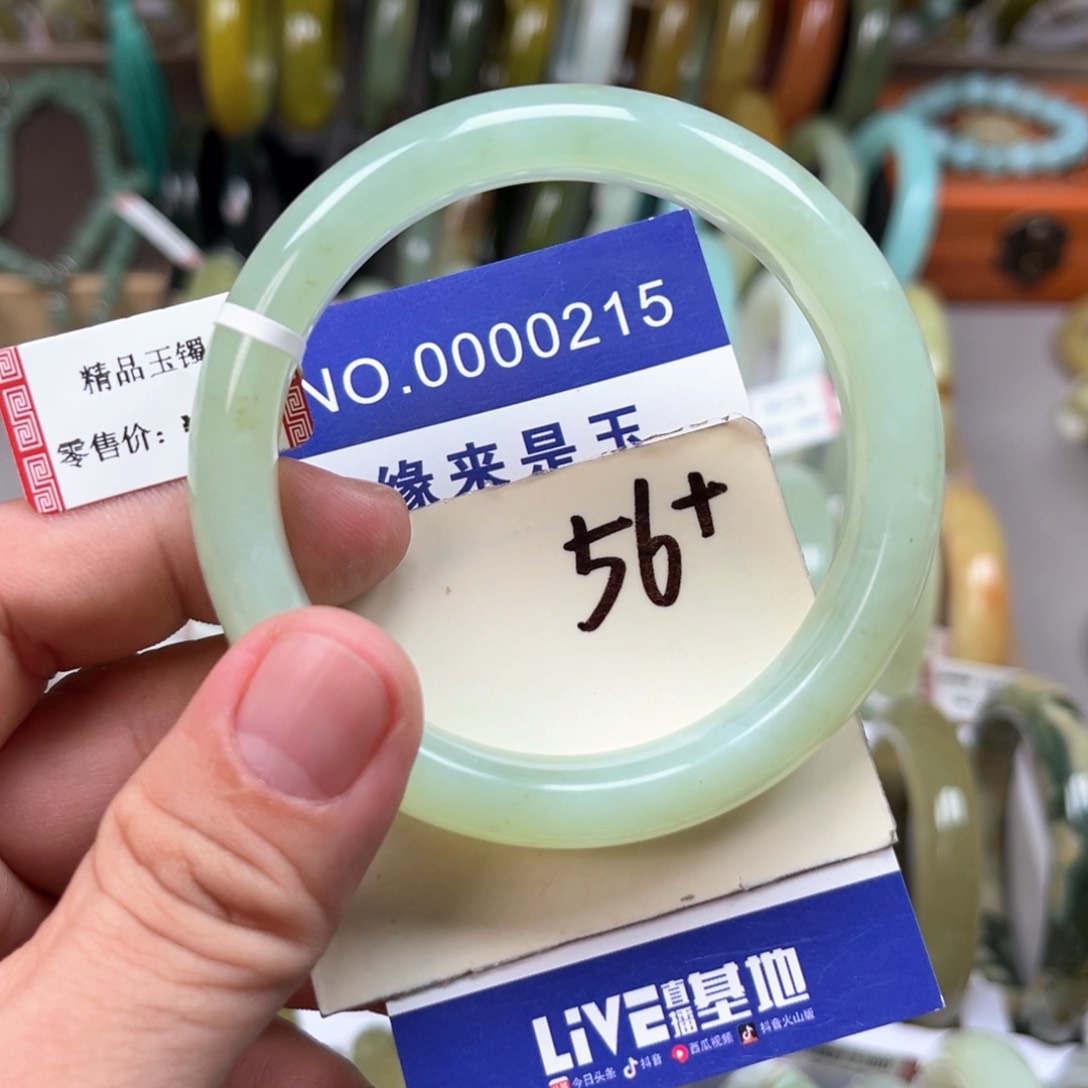 精品玉镯
零售价：
NO.0000215
缘来是玉
56+
LiVE直播基地
今日头条 抖音 西瓜视频 抖音火山版